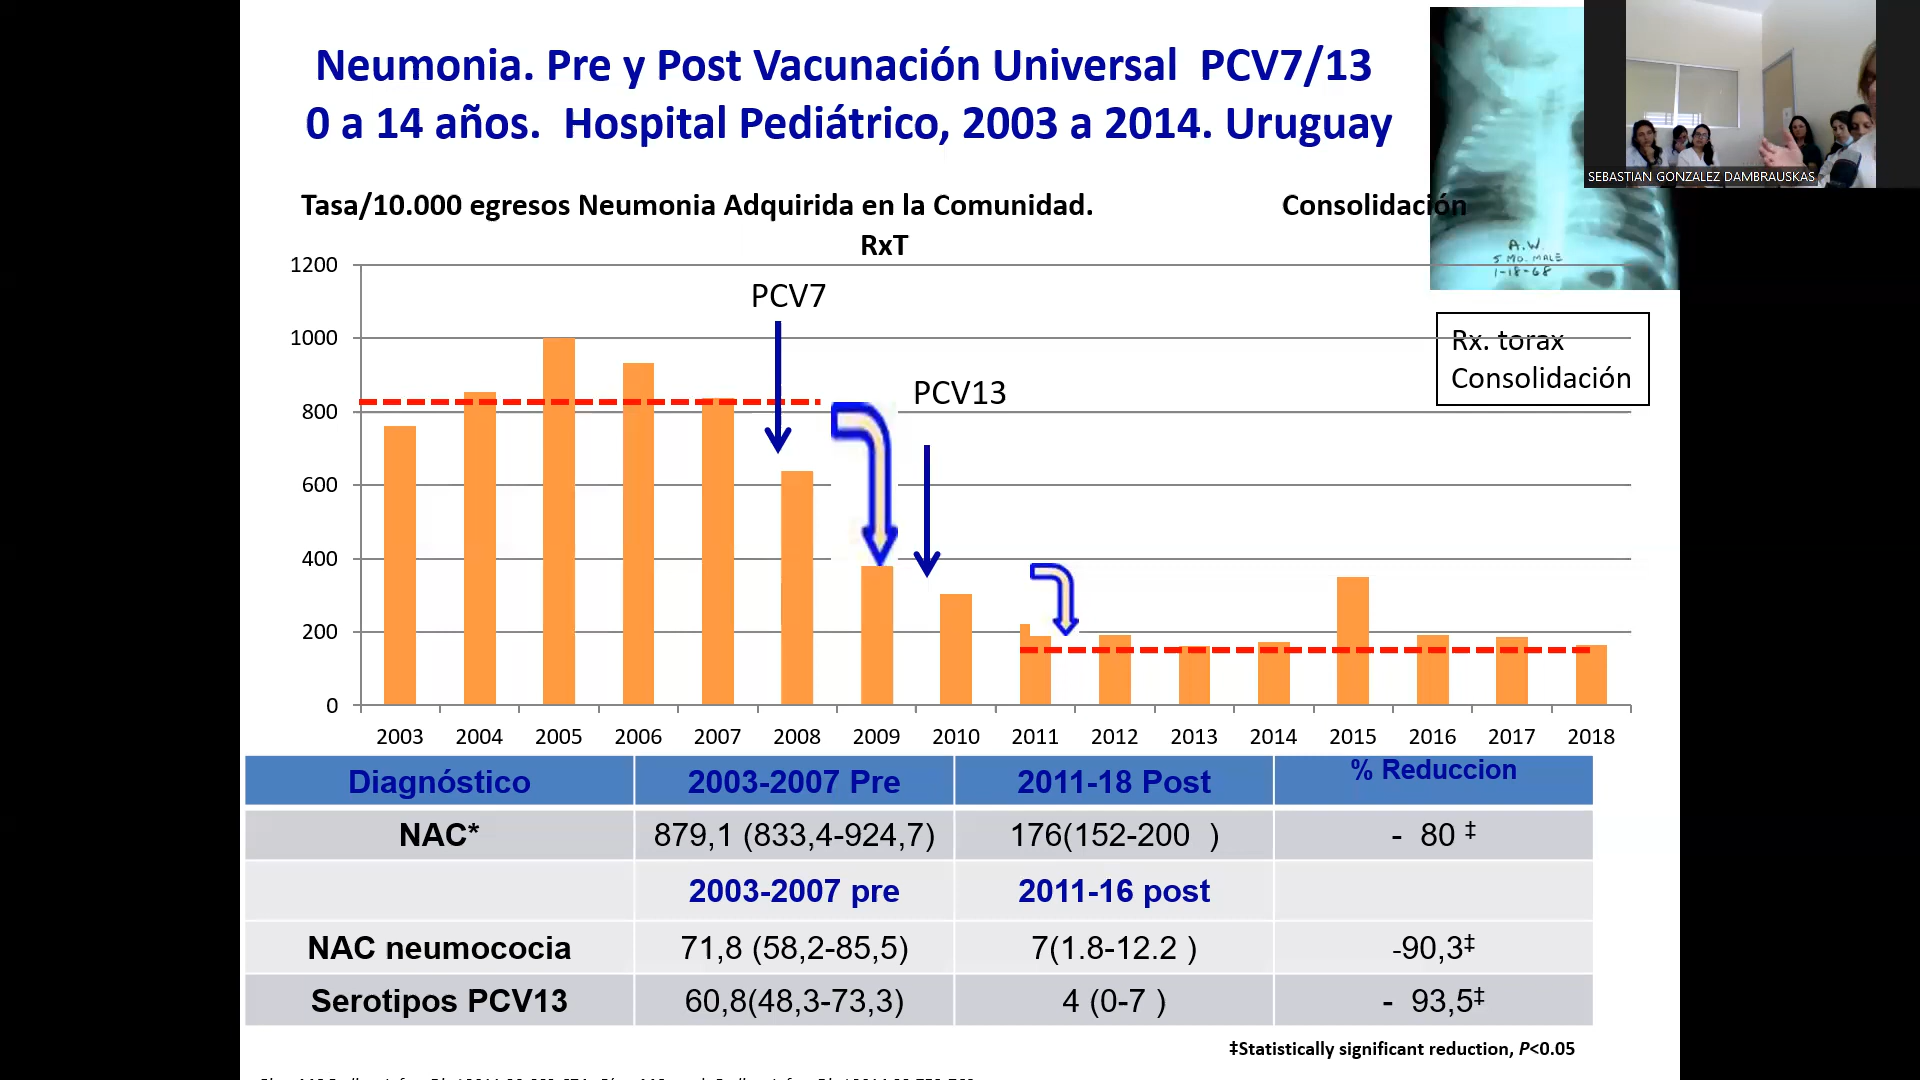 Neumonia. Pre y Post Vacunación Universal PCV7/13
0 a 14 años. Hospital Pediátrico, 2003 a 2014. Uruguay
SEBASTIAN GONZALEZ DAMBRAUSKAS
Tasa/10.000 egresos Neumonia Adquirida en la Comunidad. Consolidación
RxT
A.W.
5 MO. MALE
1-18-68
1200
1000
800
600
400
200
0
PCV7
PCV13
Rx. torax
Consolidación
2003 2004 2005 2006 2007 2008 2009 2010 2011 2012 2013 2014 2015 2016 2017 2018
Diagnóstico 2003-2007 Pre 2011-18 Post % Reduccion
NAC* 879,1 (833,4-924,7) 176(152-200 ) - 80 ‡
2003-2007 pre 2011-16 post
NAC neumococia 71,8 (58,2-85,5) 7(1.8-12.2 ) -90,3‡
Serotipos PCV13 60,8(48,3-73,3) 4 (0-7 ) - 93,5‡
‡Statistically significant reduction, P<0.05